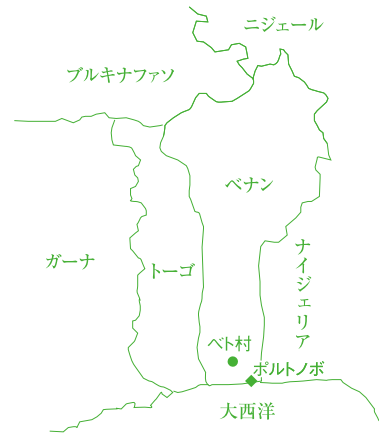 ニジェール
ブルキナファソ
ベナン
ガーナ
トーゴ
ナイジェリア
ベト村
ポルトノボ
大西洋